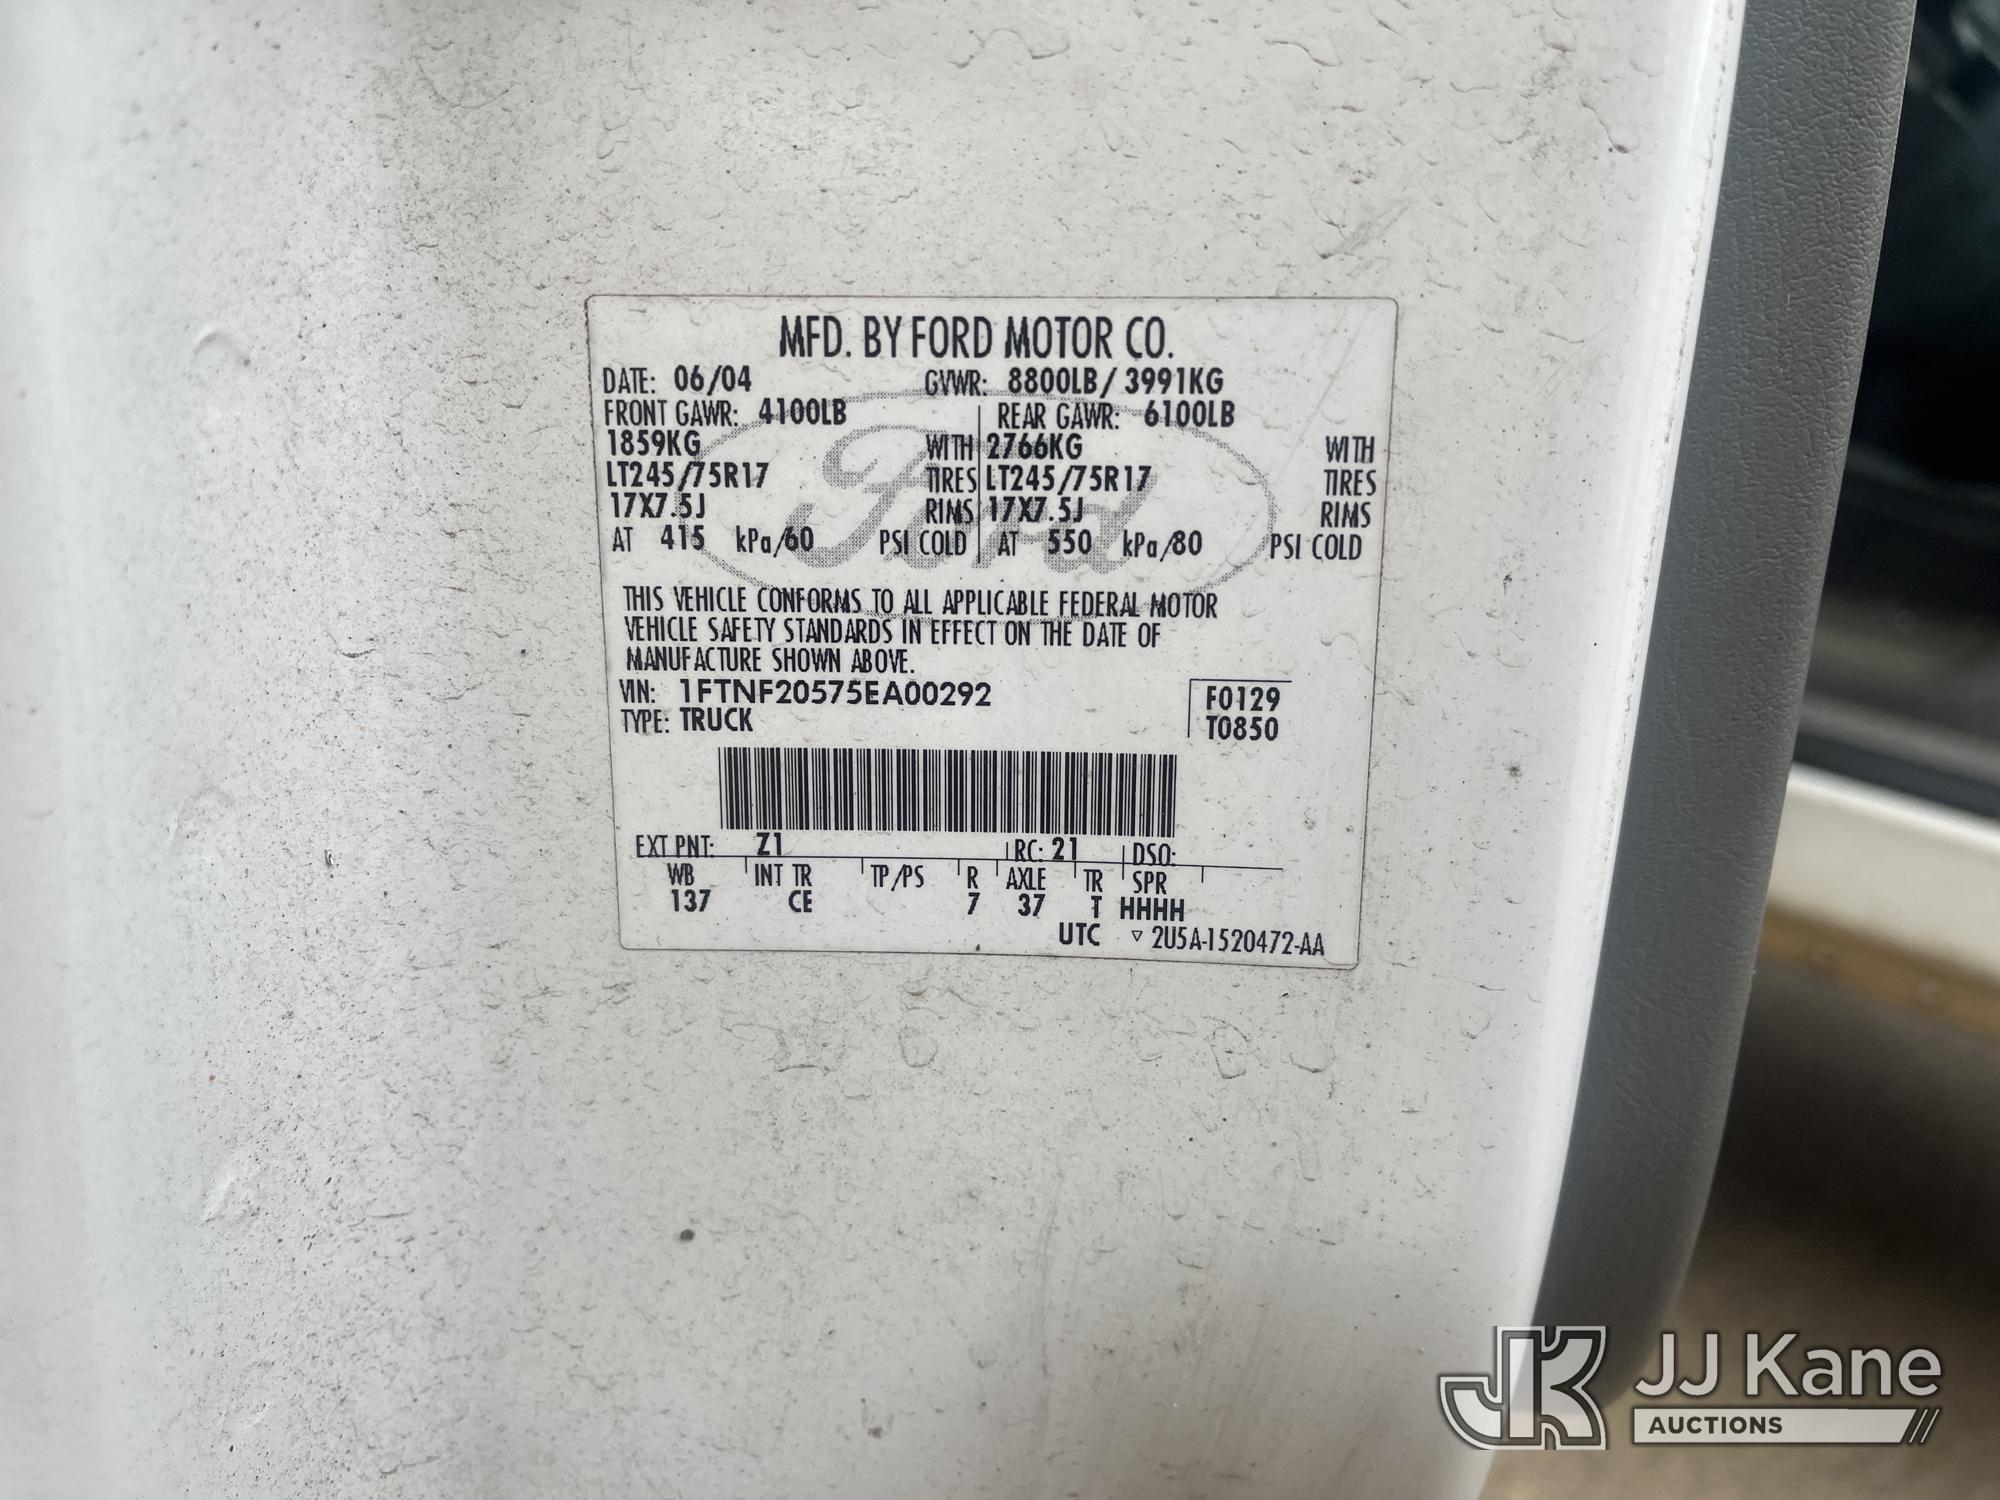 MFD. BY FORD MOTOR CO.
DATE: 06/04 GVWR: 8800LB / 3991KG
FRONT GAWR: 4100LB REAR GAWR: 6100LB
1859KG WITH 2766KG WITH
LT245/75R17 TIRES LT245/75R17 TIRES
17X7.5J RIMS 17X7.5J RIMS
AT 415 kPa/60 PSI COLD AT 550 kPa/80 PSI COLD
Ford
THIS VEHICLE CONFORMS TO ALL APPLICABLE FEDERAL MOTOR
VEHICLE SAFETY STANDARDS IN EFFECT ON THE DATE OF
MANUFACTURE SHOWN ABOVE.
VIN: 1FTNF20575EA00292 F0129
TYPE: TRUCK T0850
EXT PNT: Z1 RC: 21 DSO:
WB INT TR TP/PS R AXLE TR SPR
137 CE 7 37 T HHHH
UTC ▽ 2U5A-1520472-AA
JK JJ Kane
AUCTIONS